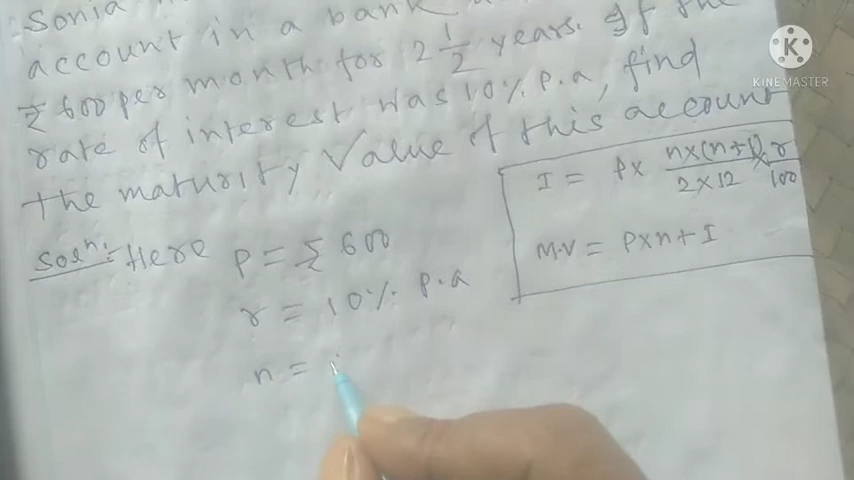 Sonia
account in a bank
₹ 600 per month for 2 1/2 years. If the
rate of interest was 10% p.a, find
the maturity value of this account
I = P× n×(n+1)/2×12 × r/100
M.V = P×n+I
Soln:- Here P = ₹ 600
r = 10% p.a
n =
K
KINEMASTER